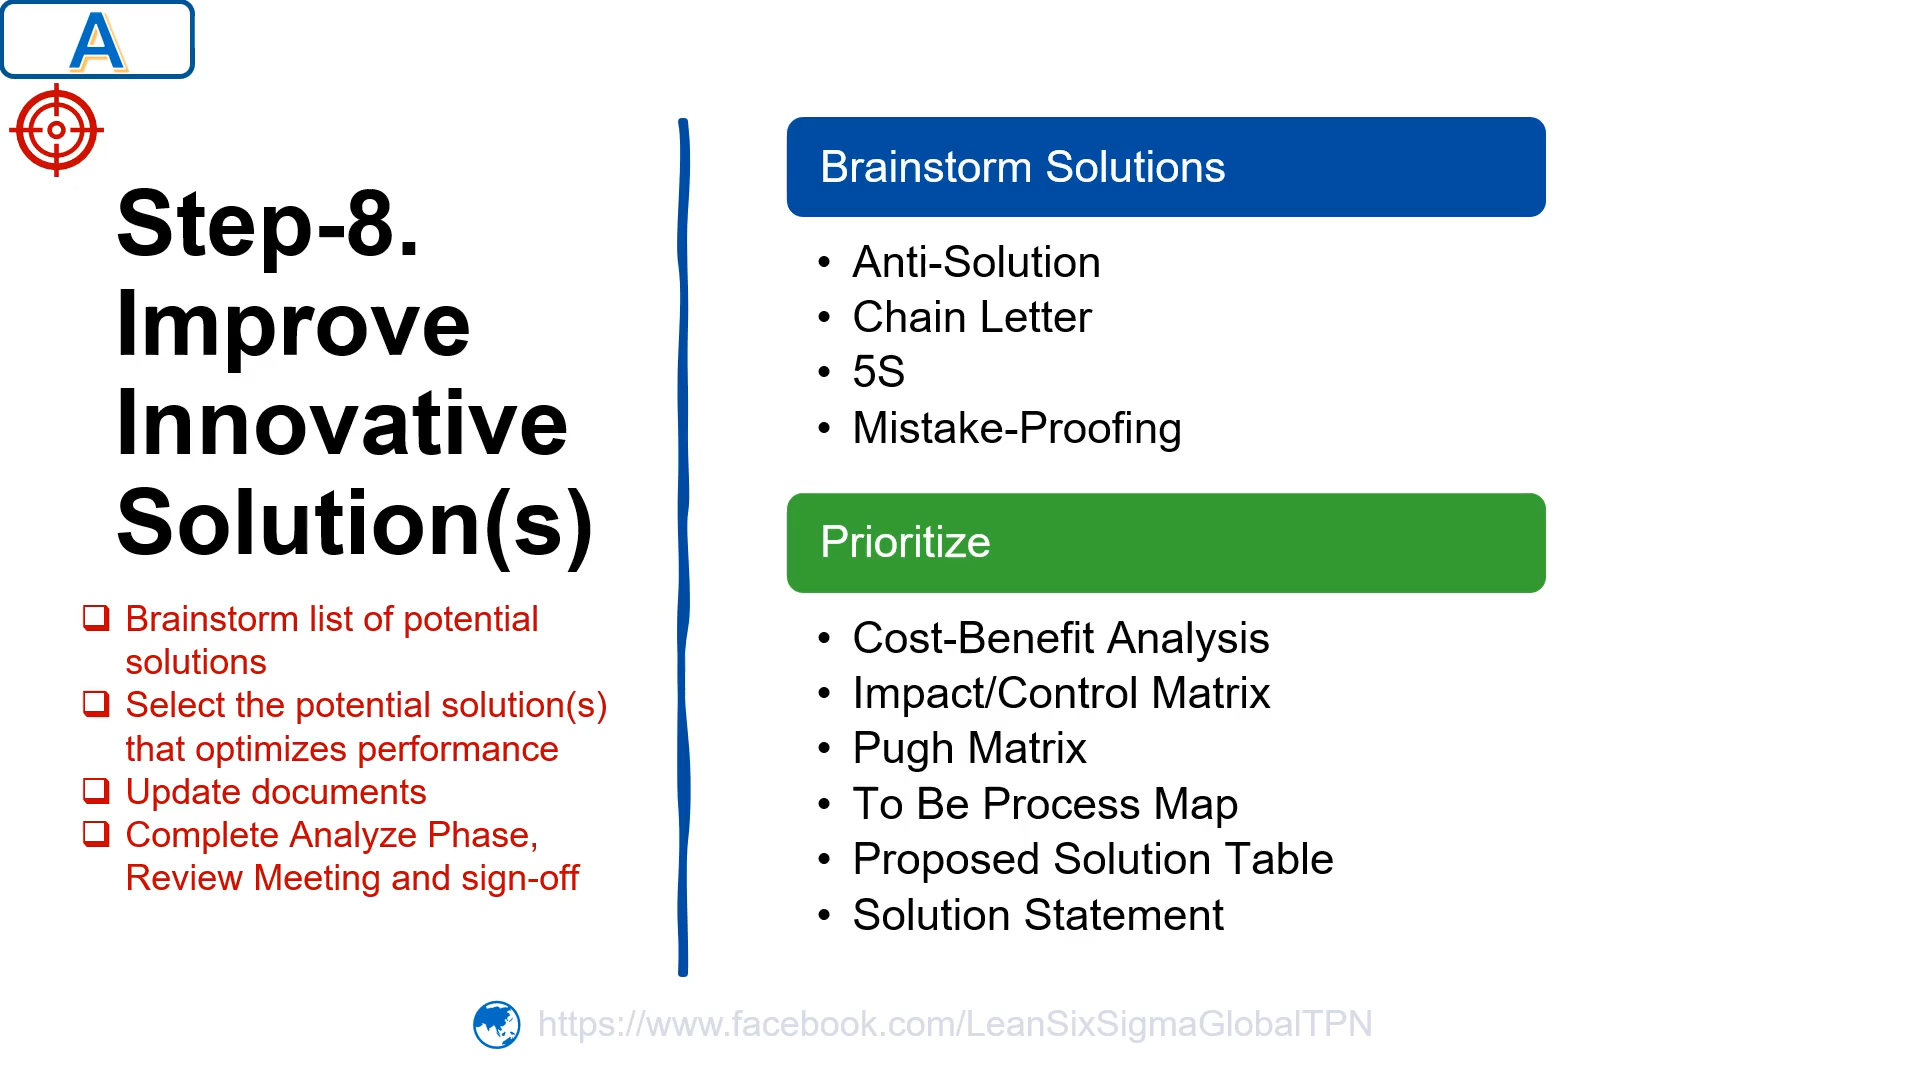 A
Step-8.
Improve
Innovative
Solution(s)
❑ Brainstorm list of potential
solutions
❑ Select the potential solution(s)
that optimizes performance
❑ Update documents
❑ Complete Analyze Phase,
Review Meeting and sign-off
Brainstorm Solutions
• Anti-Solution
• Chain Letter
• 5S
• Mistake-Proofing
Prioritize
• Cost-Benefit Analysis
• Impact/Control Matrix
• Pugh Matrix
• To Be Process Map
• Proposed Solution Table
• Solution Statement
https://www.facebook.com/LeanSixSigmaGlobalTPN